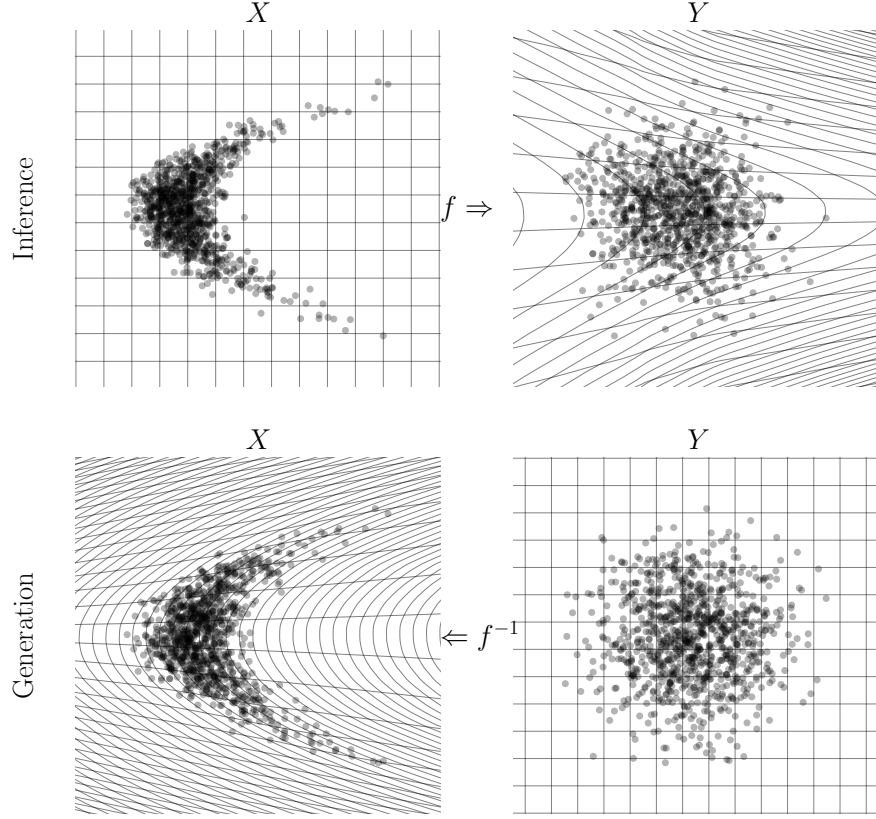 X
Y
Inference
f ⇒
X
Y
Generation
⇐ f⁻¹